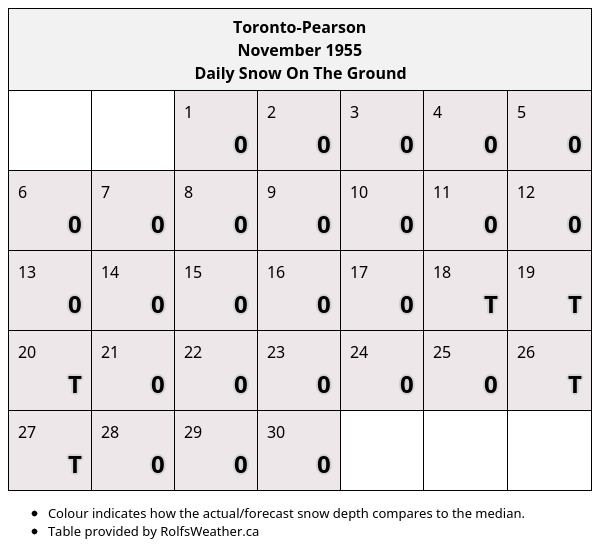 Toronto-Pearson
November 1955
Daily Snow On The Ground
1 2 3 4 5
0 0 0 0 0
6 7 8 9 10 11 12
0 0 0 0 0 0 0
13 14 15 16 17 18 19
0 0 0 0 0 T T
20 21 22 23 24 25 26
T 0 0 0 0 0 T
27 28 29 30
T 0 0 0
• Colour indicates how the actual/forecast snow depth compares to the median.
• Table provided by RolfsWeather.ca